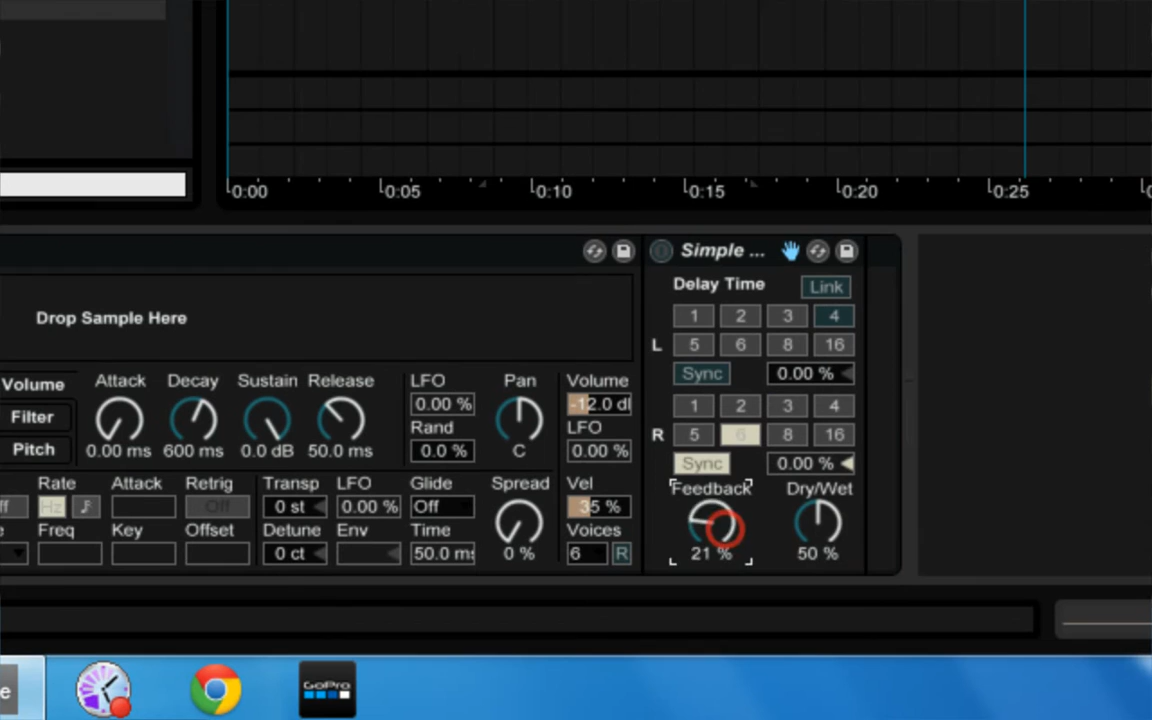 0:00 0:05 0:10 0:15 0:20 0:25
Simple ...
Drop Sample Here
Delay Time Link
1 2 3 4
L 5 6 8 16
Sync 0.00 %
1 2 3 4
R 5 6 8 16
Sync 0.00 %
Feedback Dry/Wet
21 % 50 %
Volume Attack Decay Sustain Release LFO Pan Volume
0.00 % -12.0 d
Filter Rand LFO
Pitch 0.00 ms 600 ms 0.0 dB 50.0 ms 0.0 % C 0.00 %
Rate Attack Retrig Transp LFO Glide Spread Vel
Hz Off 0 st 0.00 % Off 35 %
Freq Key Offset Detune Env Time Voices
0 ct 50.0 ms 0 % 6 R
e GoPro